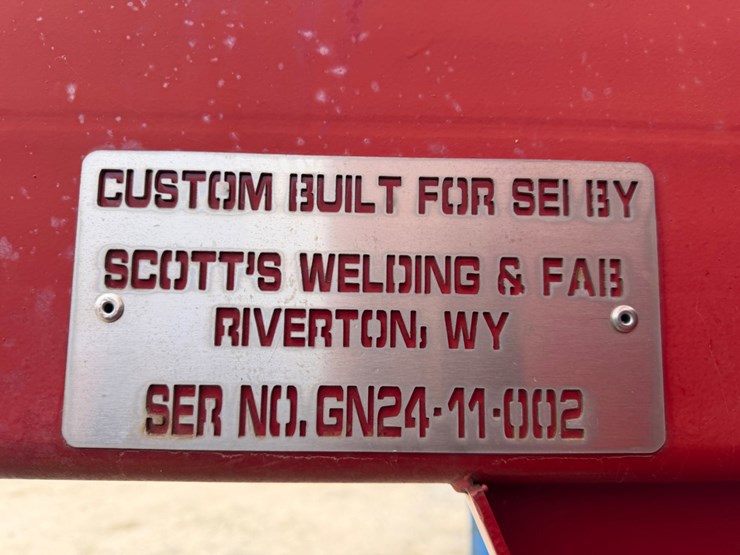 CUSTOM BUILT FOR SEI BY
SCOTT'S WELDING & FAB
RIVERTON, WY
SER NO. GN24-11-002